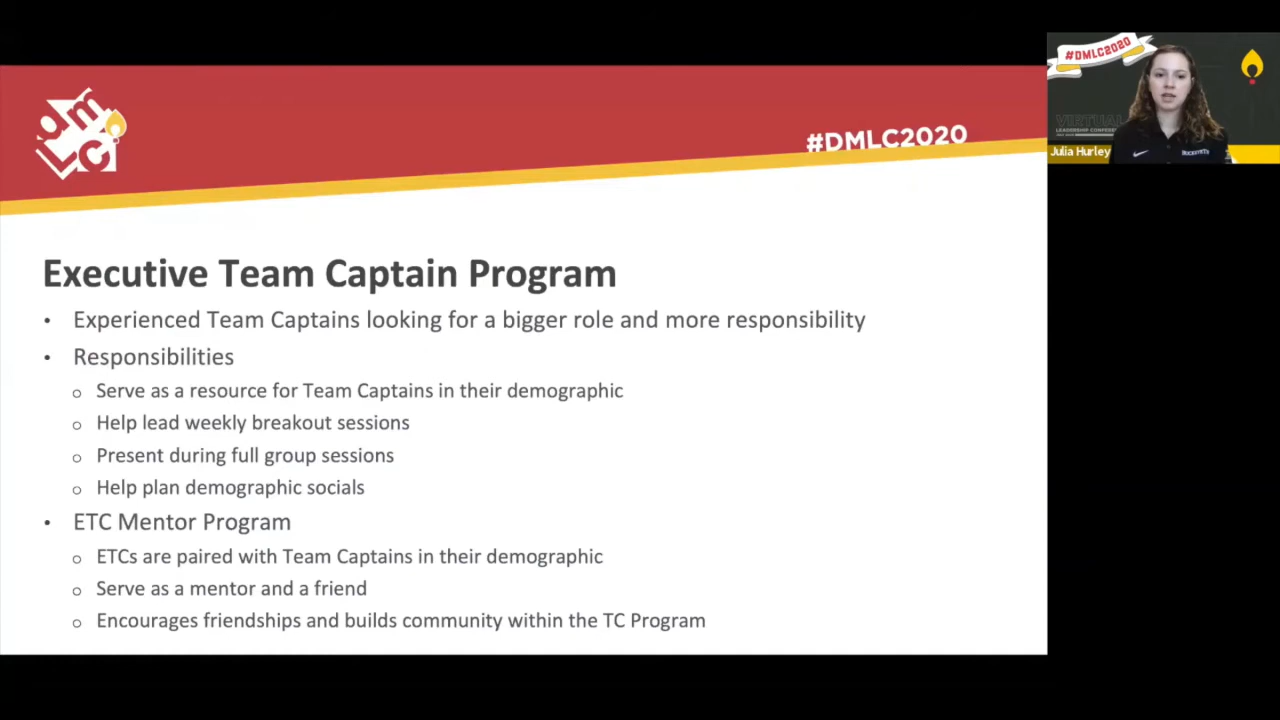 dmLC
#DMLC2020
Executive Team Captain Program
• Experienced Team Captains looking for a bigger role and more responsibility
• Responsibilities
o Serve as a resource for Team Captains in their demographic
o Help lead weekly breakout sessions
o Present during full group sessions
o Help plan demographic socials
• ETC Mentor Program
o ETCs are paired with Team Captains in their demographic
o Serve as a mentor and a friend
o Encourages friendships and builds community within the TC Program
#DMLC2020
VIRTUAL
LEADERSHIP
Julia Hurley